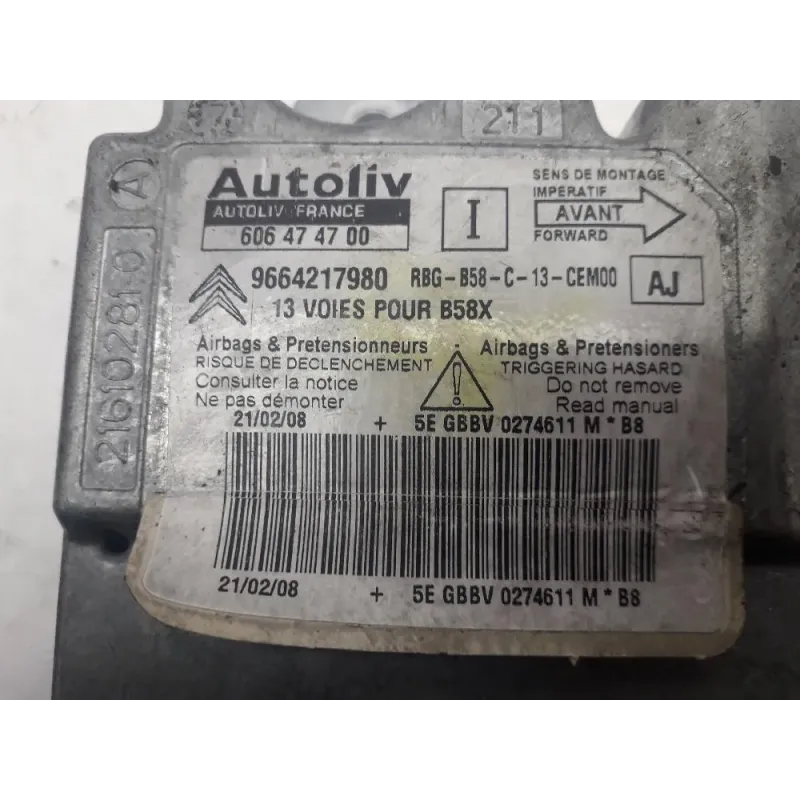 211
Autoliv
AUTOLIV FRANCE
606 47 47 00
I
SENS DE MONTAGE
IMPERATIF
AVANT
FORWARD
9664217980 RBG-B58-C-13-CEM00 AJ
13 VOIES POUR B58X
Airbags & Pretensionneurs
RISQUE DE DECLENCHEMENT
Consulter la notice
Ne pas démonter
Airbags & Pretensioners
TRIGGERING HASARD
Do not remove
Read manual
21/02/08 + 5E GBBV 0274611 M * B8
21/02/08 + 5E GBBV 0274611 M * B8
A
21610281-0